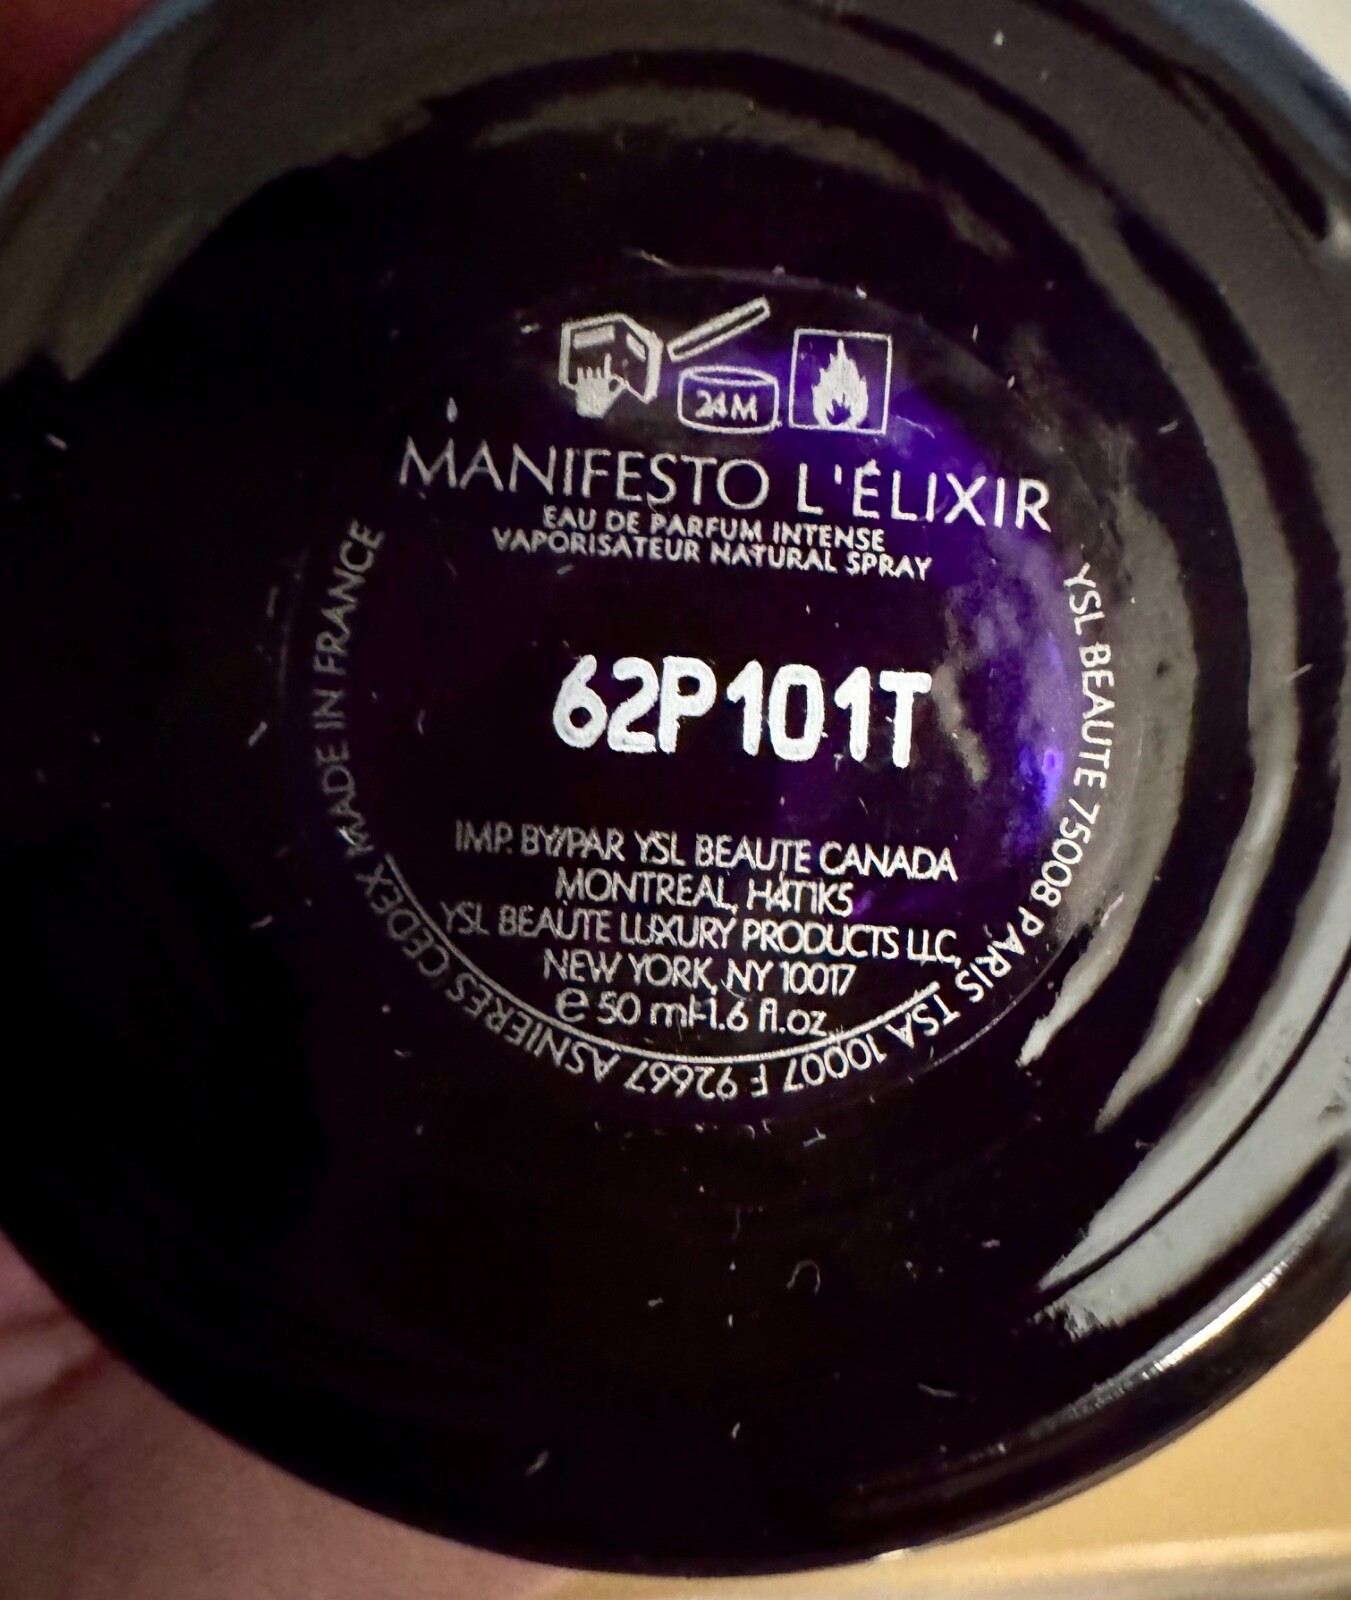 24M
MANIFESTO L'ÉLIXIR
EAU DE PARFUM INTENSE
VAPORISATEUR NATURAL SPRAY
62P101T
IMP. BY/PAR YSL BEAUTE CANADA
MONTREAL, H4T1K5
YSL BEAUTE LUXURY PRODUCTS LLC,
NEW YORK, NY 10017
e 50 ml-1.6 fl.oz.
YSL BEAUTE 75008 PARIS TSA 10007 F 92667 ASNIERES CEDEX MADE IN FRANCE